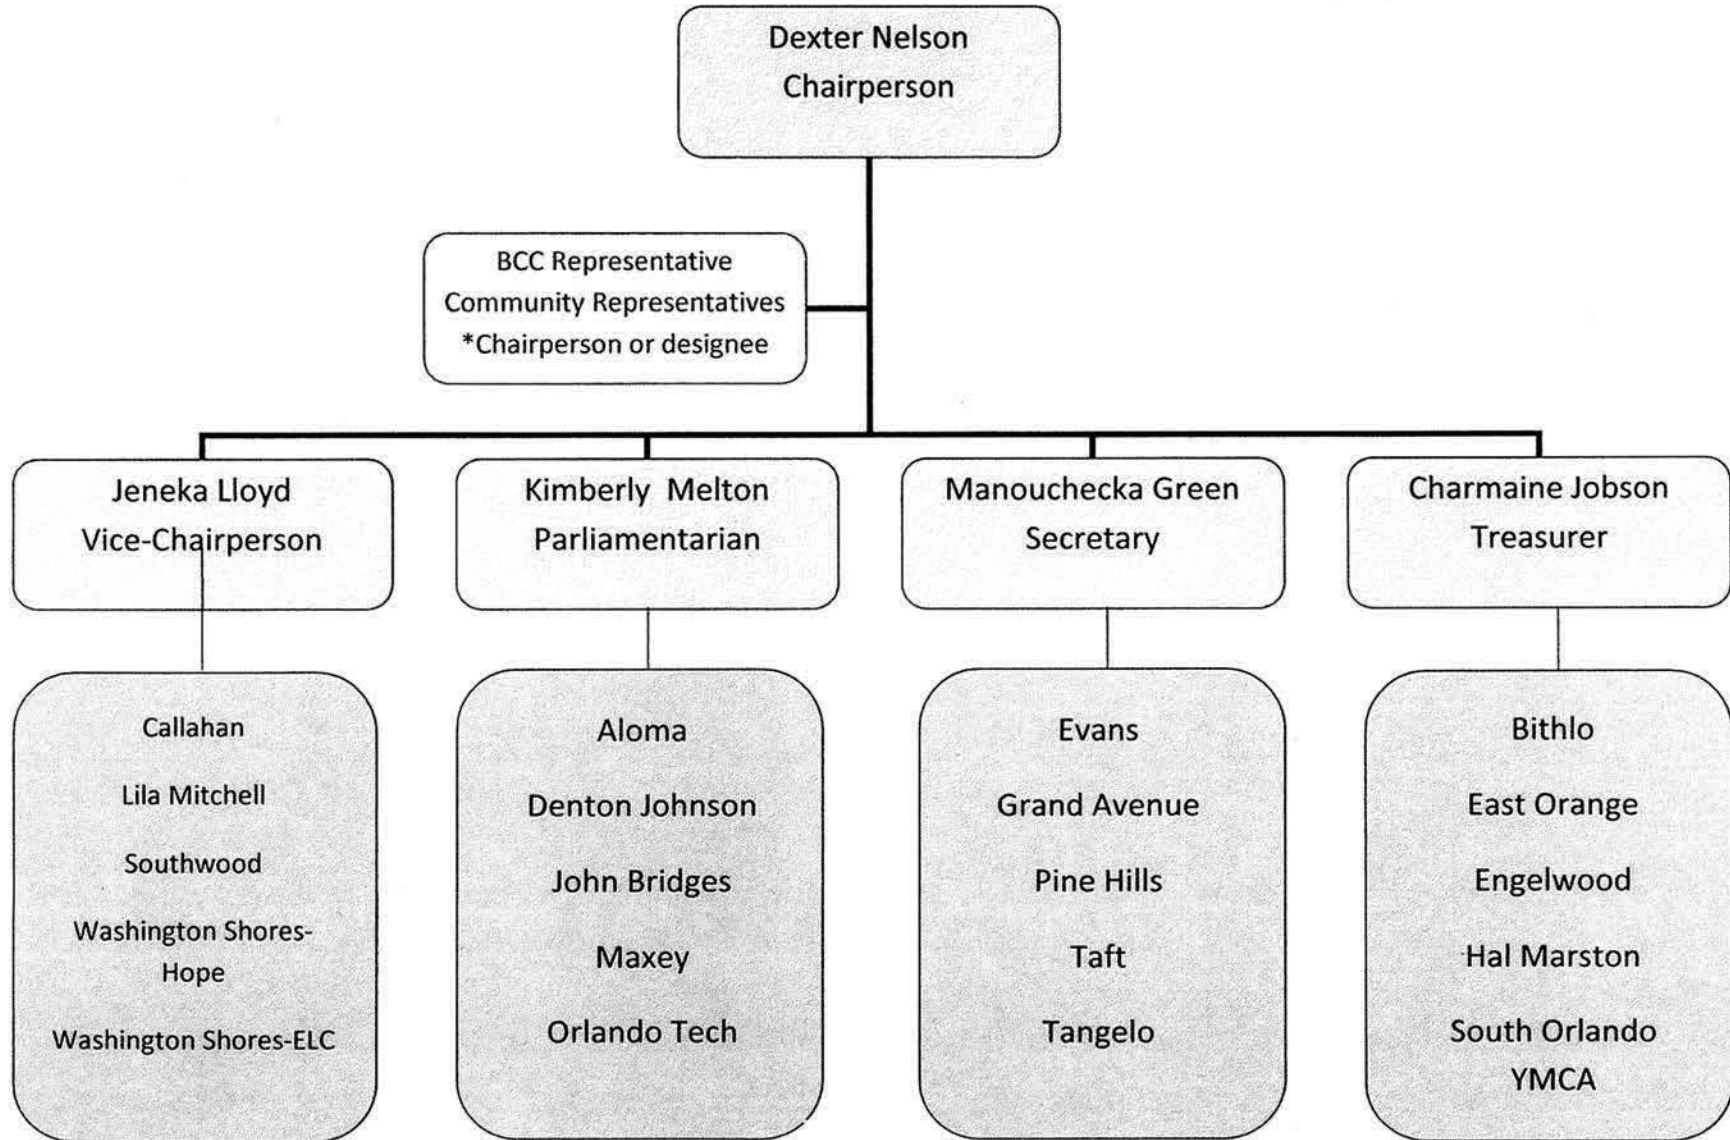 Dexter Nelson
Chairperson
BCC Representative
Community Representatives
*Chairperson or designee
Jeneka Lloyd
Vice-Chairperson
Kimberly Melton
Parliamentarian
Manouchecka Green
Secretary
Charmaine Jobson
Treasurer
Callahan
Lila Mitchell
Southwood
Washington Shores-
Hope
Washington Shores-ELC
Aloma
Denton Johnson
John Bridges
Maxey
Orlando Tech
Evans
Grand Avenue
Pine Hills
Taft
Tangelo
Bithlo
East Orange
Engelwood
Hal Marston
South Orlando
YMCA